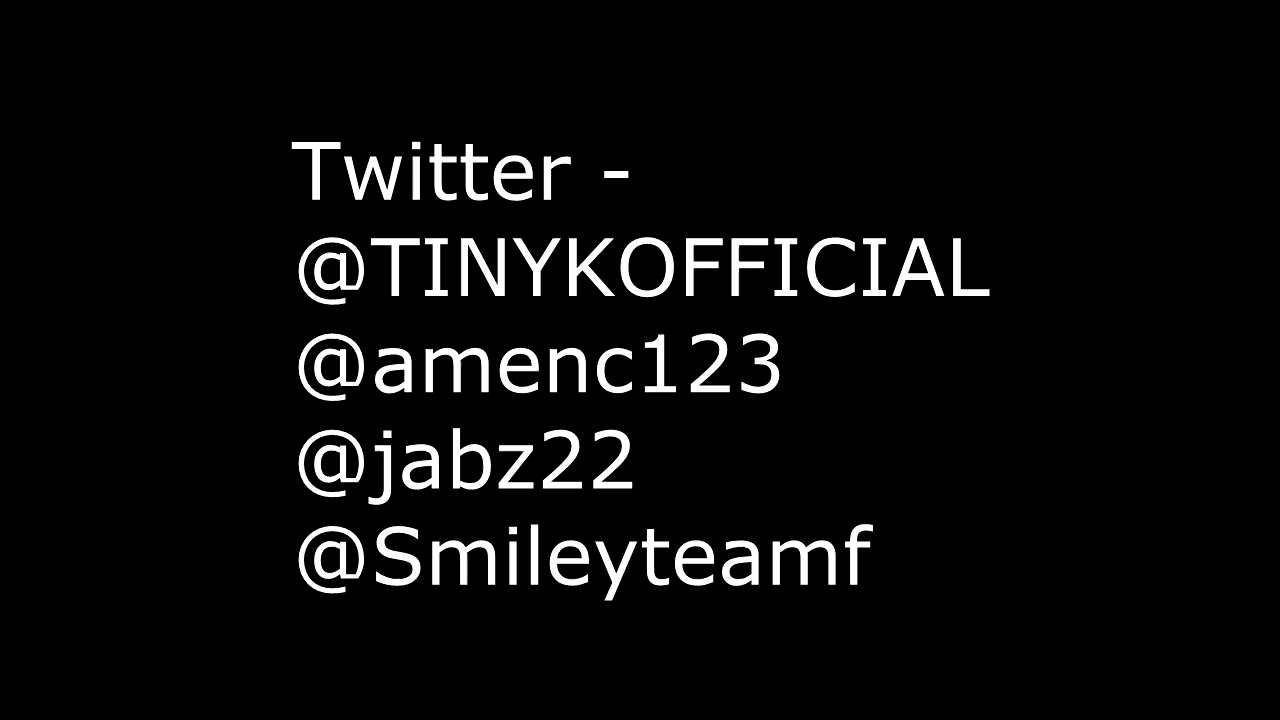 Twitter -
@TINYKOFFICIAL
@amenc123
@jabz22
@Smileyteamf